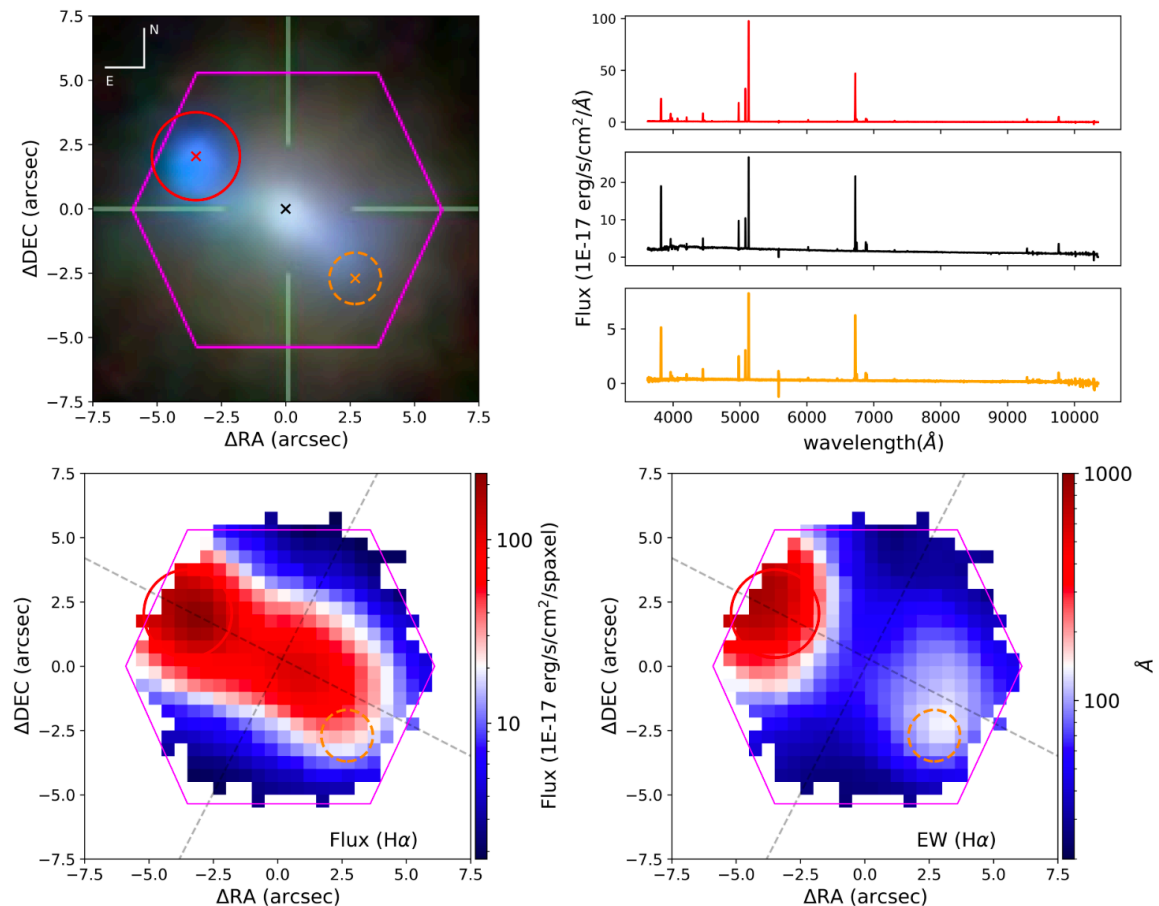 7.5
5.0
2.5
0.0
−2.5
−5.0
−7.5
ΔDEC (arcsec)
N
E
−7.5 −5.0 −2.5 0.0 2.5 5.0 7.5
ΔRA (arcsec)
100
50
0
20
10
0
5
0
Flux (1E-17 erg/s/cm²/Å)
4000 5000 6000 7000 8000 9000 10000
wavelength(Å)
7.5
5.0
2.5
0.0
−2.5
−5.0
−7.5
ΔDEC (arcsec)
Flux (Hα)
−7.5 −5.0 −2.5 0.0 2.5 5.0 7.5
ΔRA (arcsec)
100
10
Flux (1E-17 erg/s/cm²/spaxel)
7.5
5.0
2.5
0.0
−2.5
−5.0
−7.5
ΔDEC (arcsec)
EW (Hα)
−7.5 −5.0 −2.5 0.0 2.5 5.0 7.5
ΔRA (arcsec)
1000
100
Å